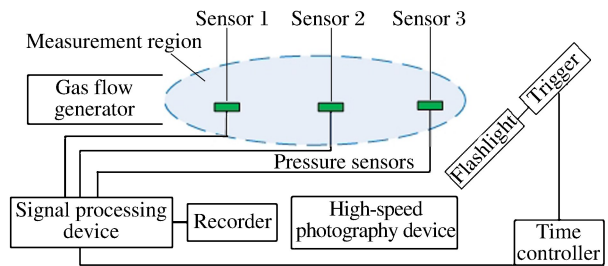 Sensor 1
Sensor 2
Sensor 3
Measurement region
Gas flow
generator
Trigger
Flashlight
Pressure sensors
Signal processing
device
Recorder
High-speed
photography device
Time
controller